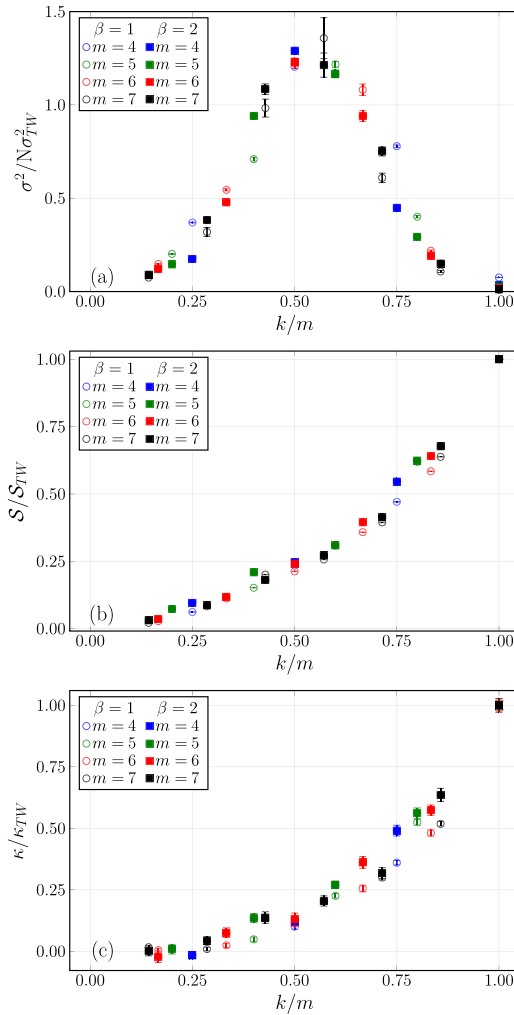 1.5
β = 1 β = 2
m = 4 m = 4
m = 5 m = 5
m = 6 m = 6
m = 7 m = 7
1.0
0.5
0.0
σ²/Nσ²_TW
(a)
0.00 0.25 0.50 0.75 1.00
k/m
1.00
β = 1 β = 2
m = 4 m = 4
m = 5 m = 5
m = 6 m = 6
m = 7 m = 7
0.75
0.50
0.25
0.00
S/S_TW
(b)
0.00 0.25 0.50 0.75 1.00
k/m
β = 1 β = 2
1.00
m = 4 m = 4
m = 5 m = 5
m = 6 m = 6
m = 7 m = 7
0.75
0.50
0.25
0.00
κ/κ_TW
(c)
0.00 0.25 0.50 0.75 1.00
k/m